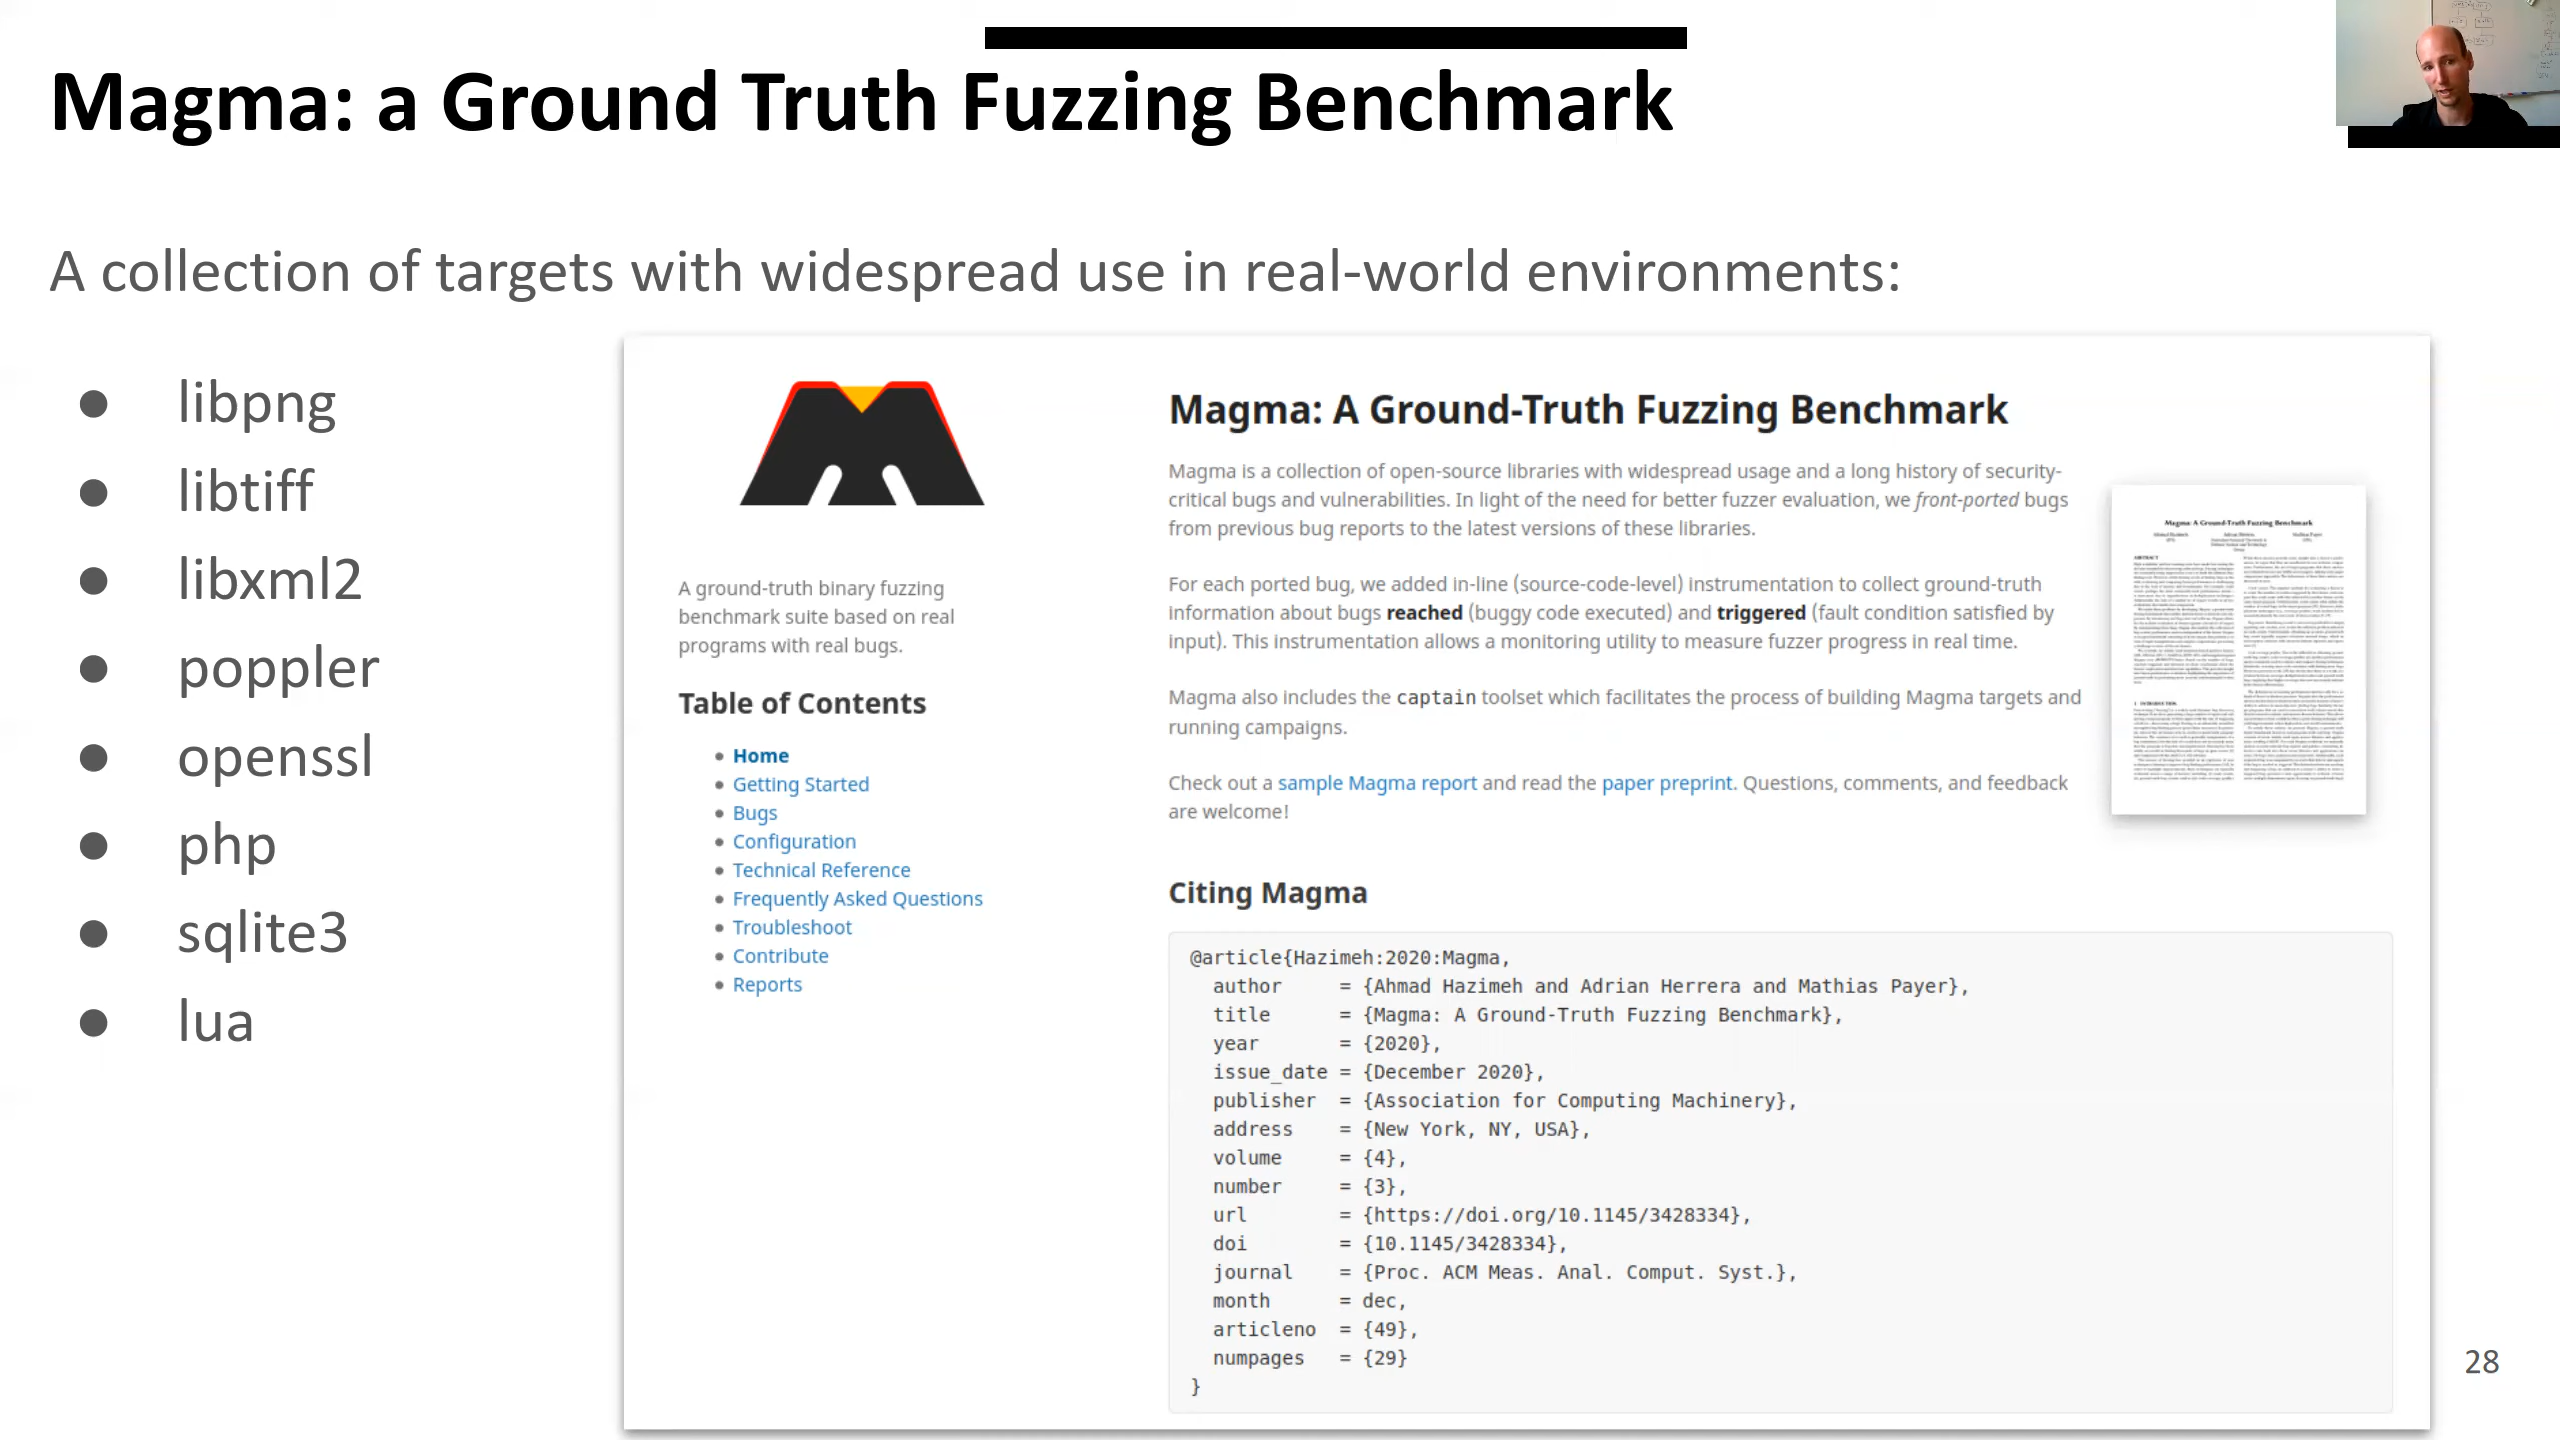 Magma: a Ground Truth Fuzzing Benchmark
A collection of targets with widespread use in real-world environments:
● libpng
● libtiff
● libxml2
● poppler
● openssl
● php
● sqlite3
● lua
A ground-truth binary fuzzing
benchmark suite based on real
programs with real bugs.
Table of Contents
Home
Getting Started
Bugs
Configuration
Technical Reference
Frequently Asked Questions
Troubleshoot
Contribute
Reports
Magma: A Ground-Truth Fuzzing Benchmark
Magma is a collection of open-source libraries with widespread usage and a long history of security-
critical bugs and vulnerabilities. In light of the need for better fuzzer evaluation, we front-ported bugs
from previous bug reports to the latest versions of these libraries.
For each ported bug, we added in-line (source-code-level) instrumentation to collect ground-truth
information about bugs reached (buggy code executed) and triggered (fault condition satisfied by
input). This instrumentation allows a monitoring utility to measure fuzzer progress in real time.
Magma also includes the captain toolset which facilitates the process of building Magma targets and
running campaigns.
Check out a sample Magma report and read the paper preprint. Questions, comments, and feedback
are welcome!
Magma: A Ground-Truth Fuzzing Benchmark
ABSTRACT
1 INTRODUCTION
Citing Magma
@article{Hazimeh:2020:Magma,
author = {Ahmad Hazimeh and Adrian Herrera and Mathias Payer},
title = {Magma: A Ground-Truth Fuzzing Benchmark},
year = {2020},
issue_date = {December 2020},
publisher = {Association for Computing Machinery},
address = {New York, NY, USA},
volume = {4},
number = {3},
url = {https://doi.org/10.1145/3428334},
doi = {10.1145/3428334},
journal = {Proc. ACM Meas. Anal. Comput. Syst.},
month = dec,
articleno = {49},
numpages = {29}
}
28